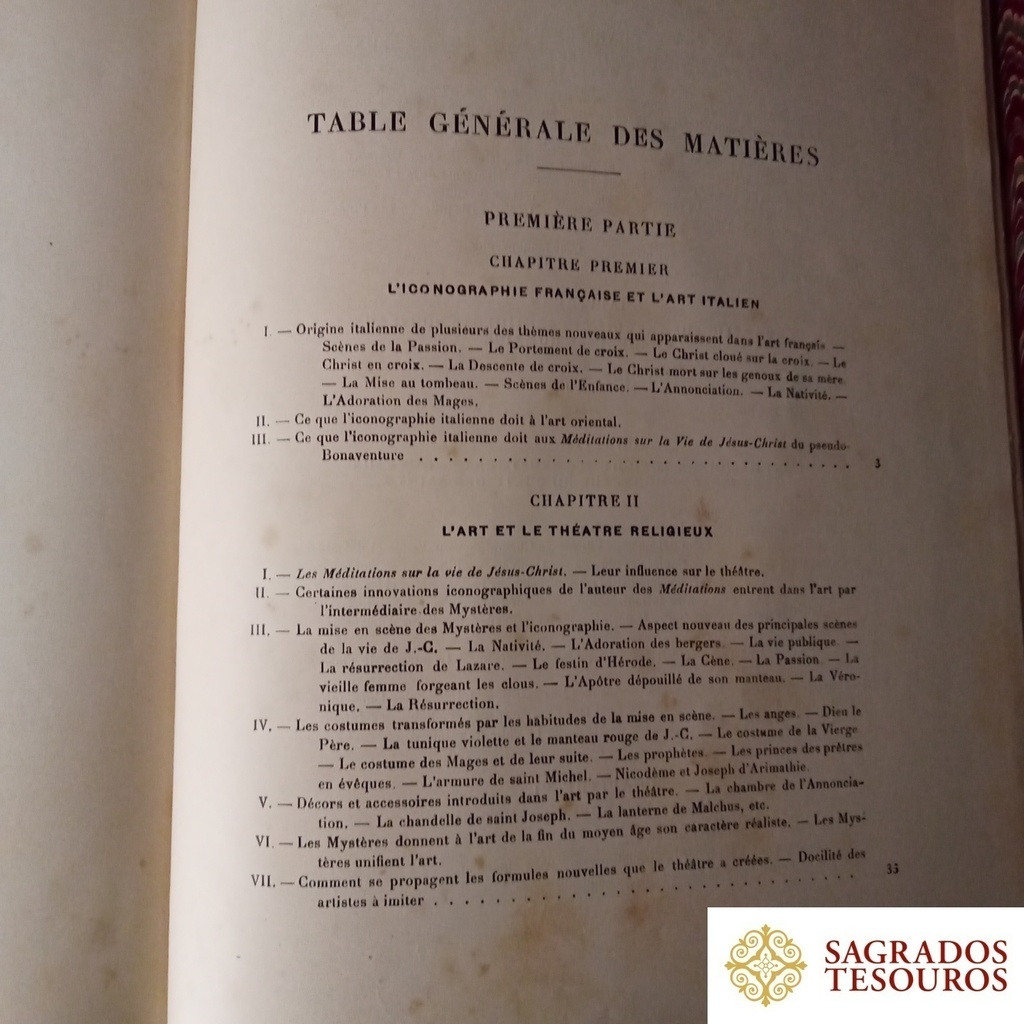 TABLE GÉNÉRALE DES MATIÈRES
PREMIÈRE PARTIE
CHAPITRE PREMIER
L'ICONOGRAPHIE FRANÇAISE ET L'ART ITALIEN
I. — Origine italienne de plusieurs des thèmes nouveaux qui apparaissent dans l'art français —
Scènes de la Passion. — Le Portement de croix. — Le Christ cloué sur la croix. — Le
Christ en croix. — La Descente de croix. — Le Christ mort sur les genoux de sa mère.
— La Mise au tombeau. — Scènes de l'Enfance. — L'Annonciation. — La Nativité. —
L'Adoration des Mages.
II. — Ce que l'iconographie italienne doit à l'art oriental.
III. — Ce que l'iconographie italienne doit aux Méditations sur la Vie de Jésus-Christ du pseudo-
Bonaventure . . . . . . . . . . . . . . . . . . . . . . . . . . . . . 3
CHAPITRE II
L'ART ET LE THÉATRE RELIGIEUX
I. — Les Méditations sur la vie de Jésus-Christ. — Leur influence sur le théâtre.
II. — Certaines innovations iconographiques de l'auteur des Méditations entrent dans l'art par
l'intermédiaire des Mystères.
III. — La mise en scène des Mystères et l'iconographie. — Aspect nouveau des principales scènes
de la vie de J.-C. — La Nativité. — L'Adoration des bergers. — La vie publique. —
La résurrection de Lazare. — Le festin d'Hérode. — La Cène. — La Passion. — La
vieille femme forgeant les clous. — L'Apôtre dépouillé de son manteau. — La Véro-
nique. — La Résurrection.
IV. — Les costumes transformés par les habitudes de la mise en scène. — Les anges. — Dieu le
Père. — La tunique violette et le manteau rouge de J.-C. — Le costume de la Vierge
— Le costume des Mages et de leur suite. — Les prophètes. — Les princes des prêtres
en évêques. — L'armure de saint Michel. — Nicodème et Joseph d'Arimathie.
V. — Décors et accessoires introduits dans l'art par le théâtre. — La chambre de l'Annoncia-
tion. — La chandelle de saint Joseph. — La lanterne de Malchus, etc.
VI. — Les Mystères donnent à l'art de la fin du moyen âge son caractère réaliste. — Les Mys-
tères unifient l'art.
VII. — Comment se propagent les formules nouvelles que le théâtre a créées. — Docilité des
artistes à imiter . . . . . . . . . . . . . . . . . . . . . . . . . . . 35
SAGRADOS
TESOUROS